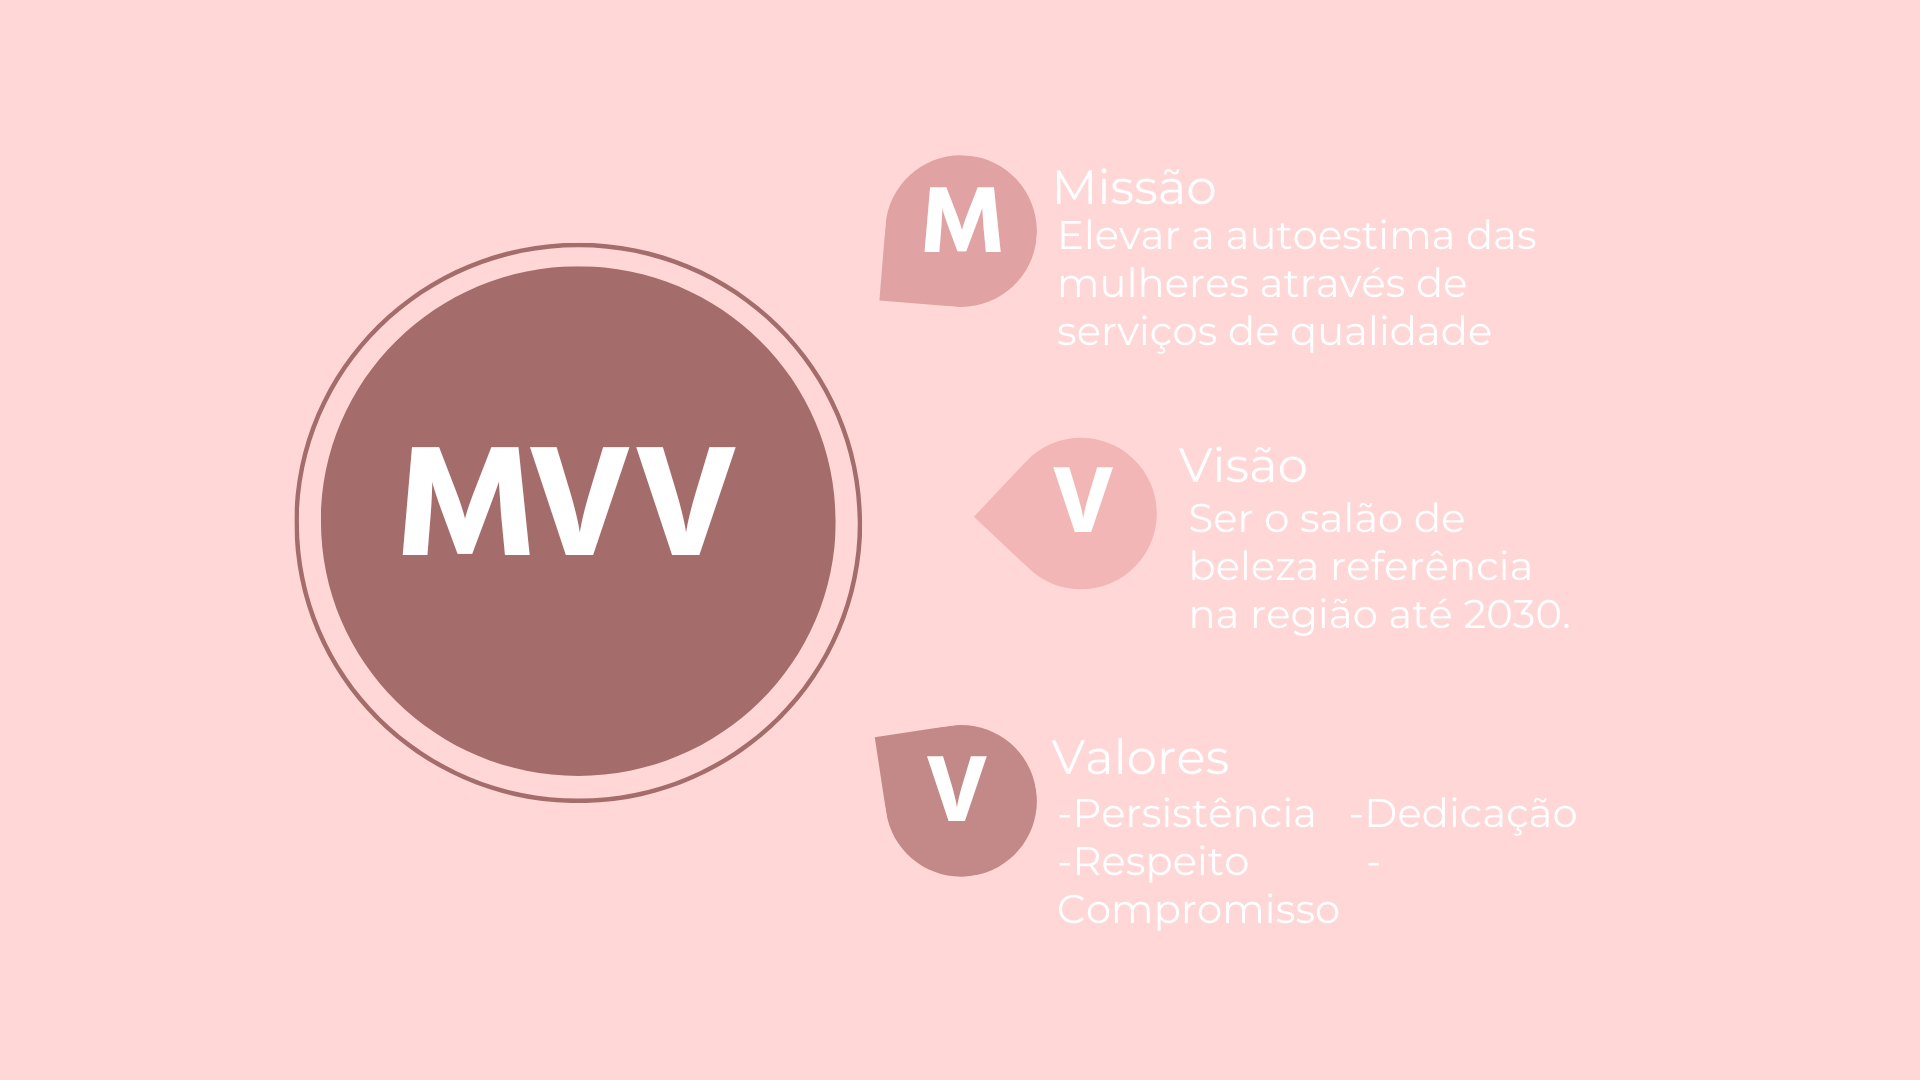 MVV
M
Missão
Elevar a autoestima das
mulheres através de
serviços de qualidade
V
Visão
Ser o salão de
beleza referência
na região até 2030.
V
Valores
-Persistência -Dedicação
-Respeito -
Compromisso